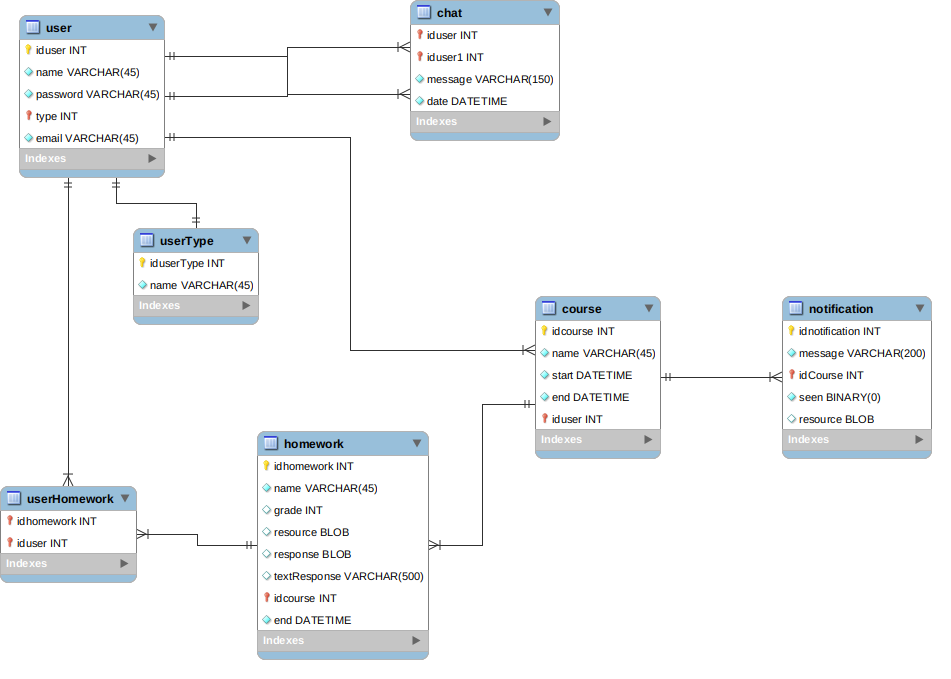 user
iduser INT
name VARCHAR(45)
password VARCHAR(45)
type INT
email VARCHAR(45)
Indexes
chat
iduser INT
iduser1 INT
message VARCHAR(150)
date DATETIME
Indexes
userType
iduserType INT
name VARCHAR(45)
Indexes
course
idcourse INT
name VARCHAR(45)
start DATETIME
end DATETIME
iduser INT
Indexes
notification
idnotification INT
message VARCHAR(200)
idCourse INT
seen BINARY(0)
resource BLOB
Indexes
homework
idhomework INT
name VARCHAR(45)
grade INT
resource BLOB
response BLOB
textResponse VARCHAR(500)
idcourse INT
end DATETIME
Indexes
userHomework
idhomework INT
iduser INT
Indexes